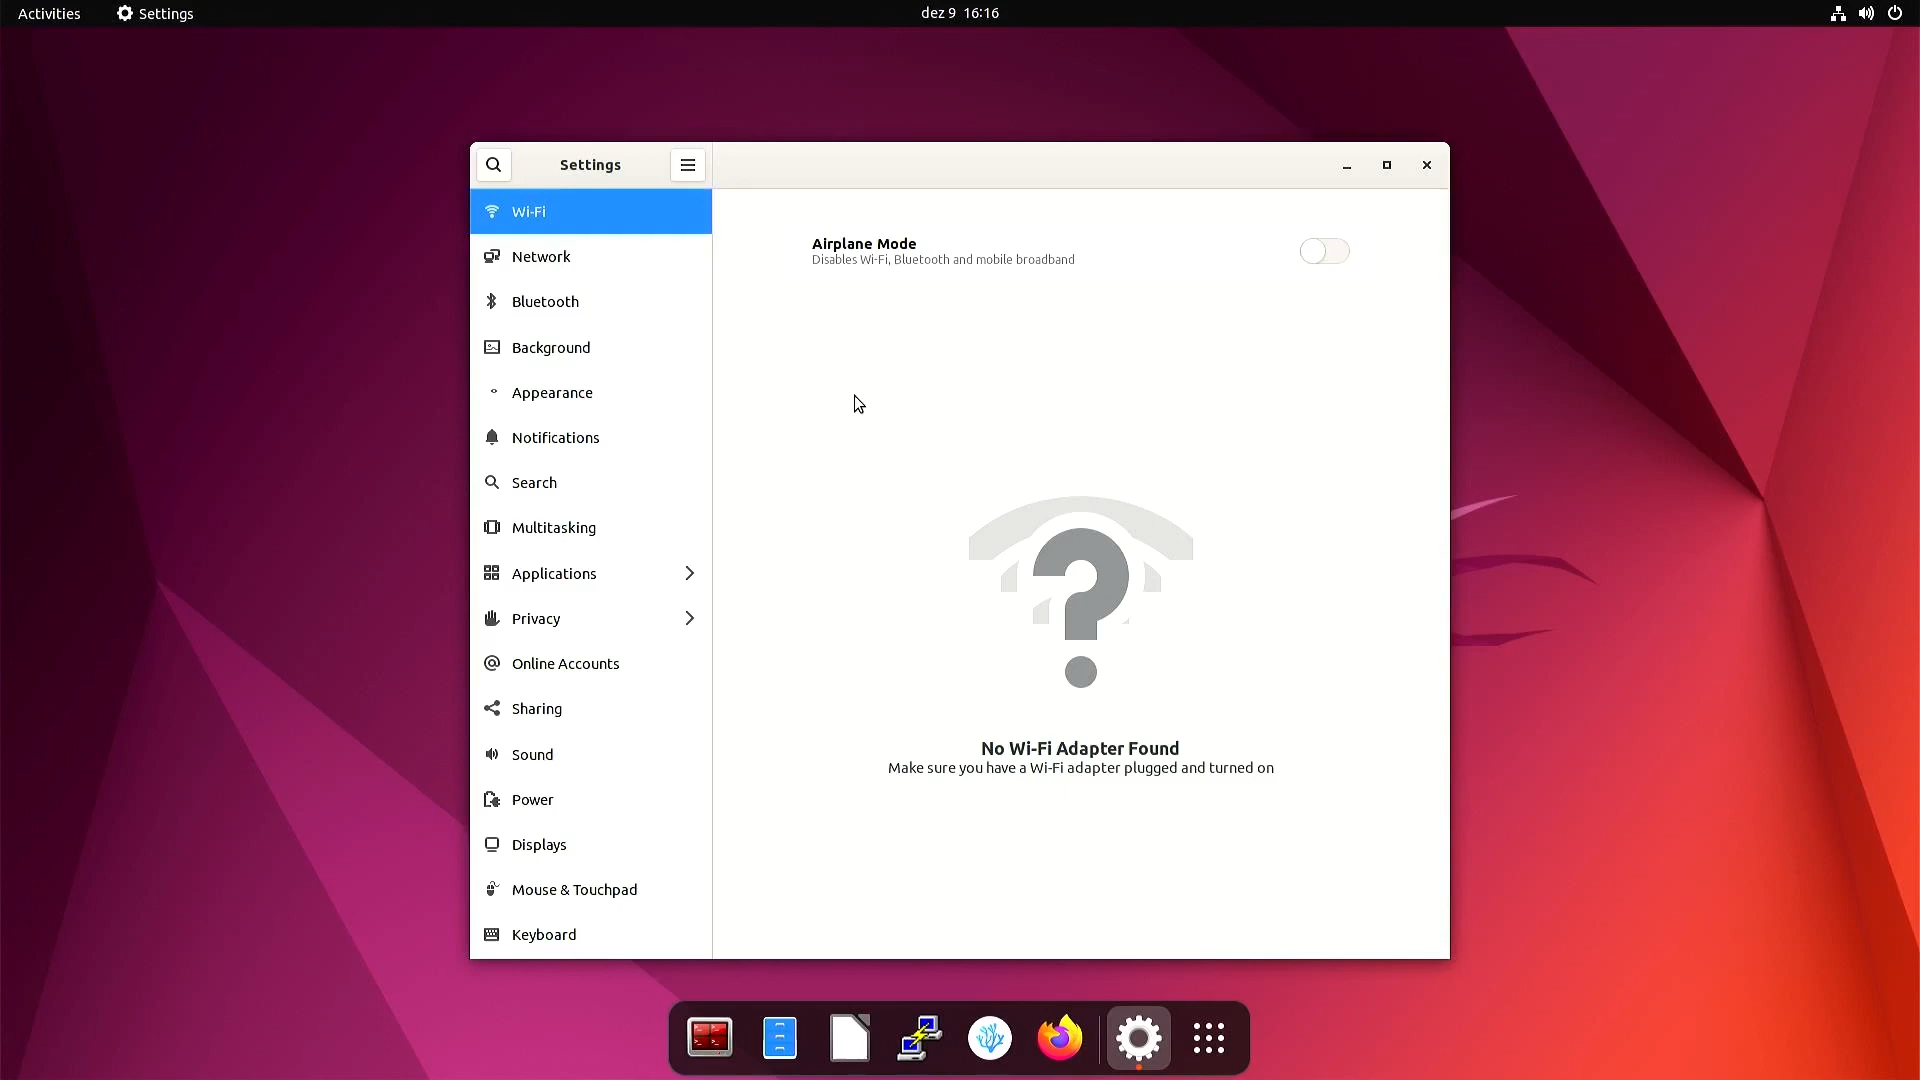 Activities
Settings
dez 9 16:16
Settings
Wi-Fi
Network
Bluetooth
Background
Appearance
Notifications
Search
Multitasking
Applications
Privacy
Online Accounts
Sharing
Sound
Power
Displays
Mouse & Touchpad
Keyboard
Airplane Mode
Disables Wi-Fi, Bluetooth and mobile broadband
No Wi-Fi Adapter Found
Make sure you have a Wi-Fi adapter plugged and turned on